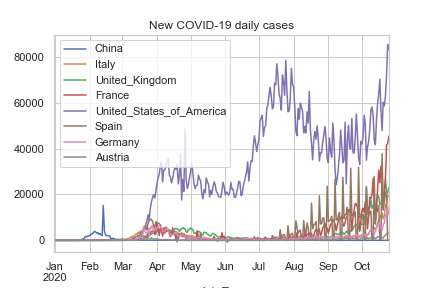 New COVID-19 daily cases
China
Italy
United_Kingdom
France
United_States_of_America
Spain
Germany
Austria
80000
60000
40000
20000
0
Jan Feb Mar Apr May Jun Jul Aug Sep Oct
2020